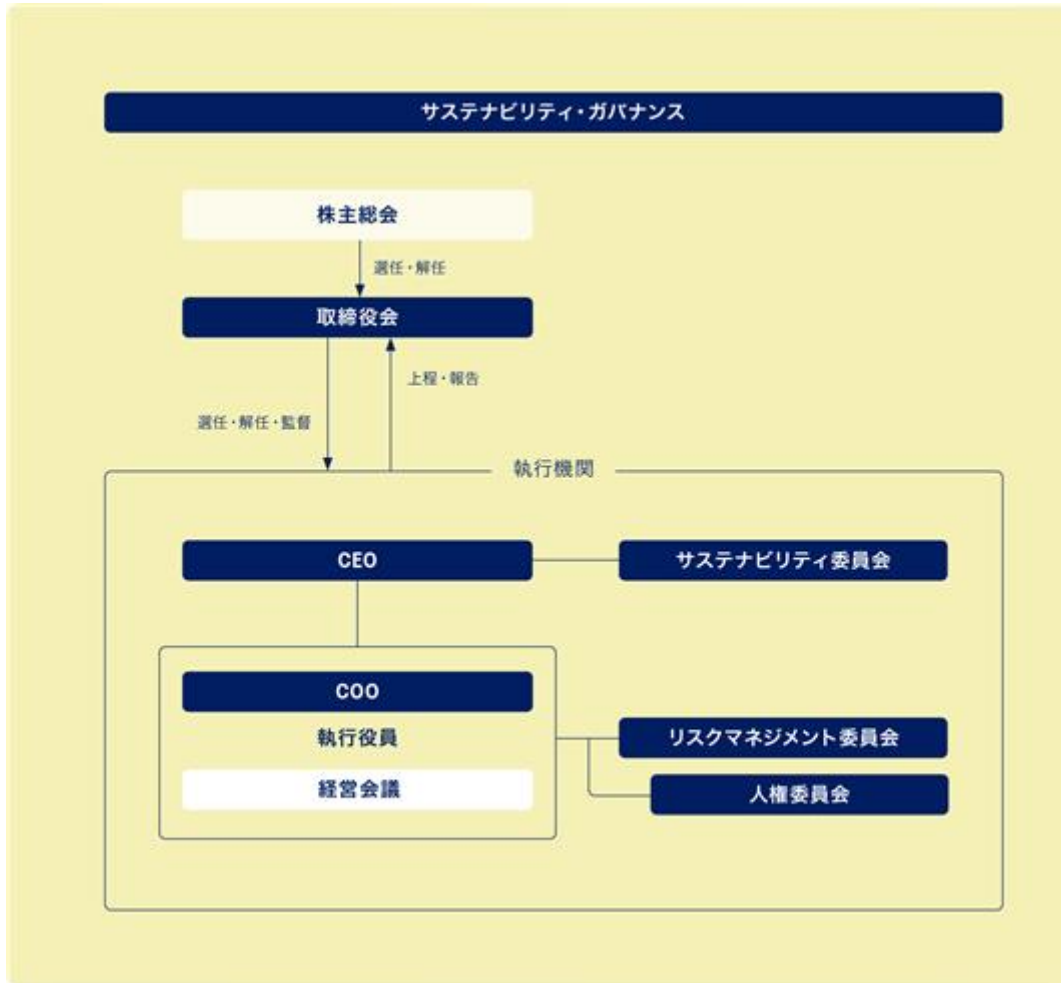 サステナビリティ・ガバナンス
株主総会
選任・解任
取締役会
上程・報告
選任・解任・監督
執行機関
CEO
サステナビリティ委員会
COO
執行役員
リスクマネジメント委員会
経営会議
人権委員会